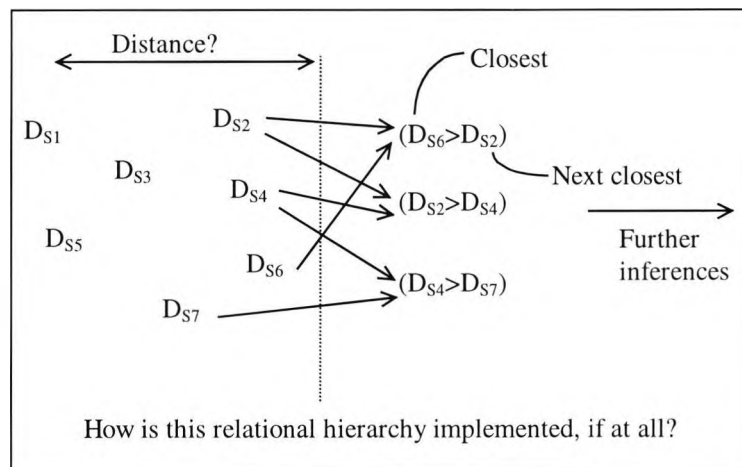 Distance?
Closest
D_S1
D_S2
(D_S6>D_S2)
D_S3
Next closest
D_S4
(D_S2>D_S4)
D_S5
Further
inferences
D_S6
(D_S4>D_S7)
D_S7
How is this relational hierarchy implemented, if at all?